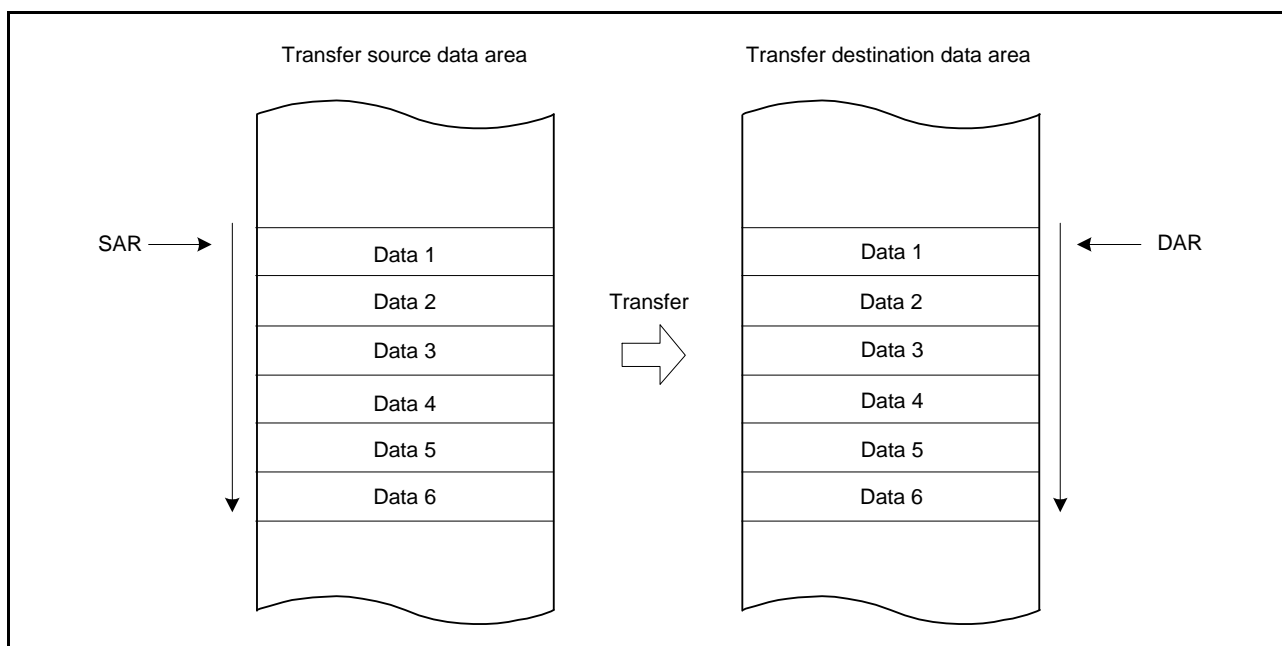 Transfer source data area
Transfer destination data area
SAR
Data 1
Data 2
Data 3
Data 4
Data 5
Data 6
Transfer
Data 1
Data 2
Data 3
Data 4
Data 5
Data 6
DAR